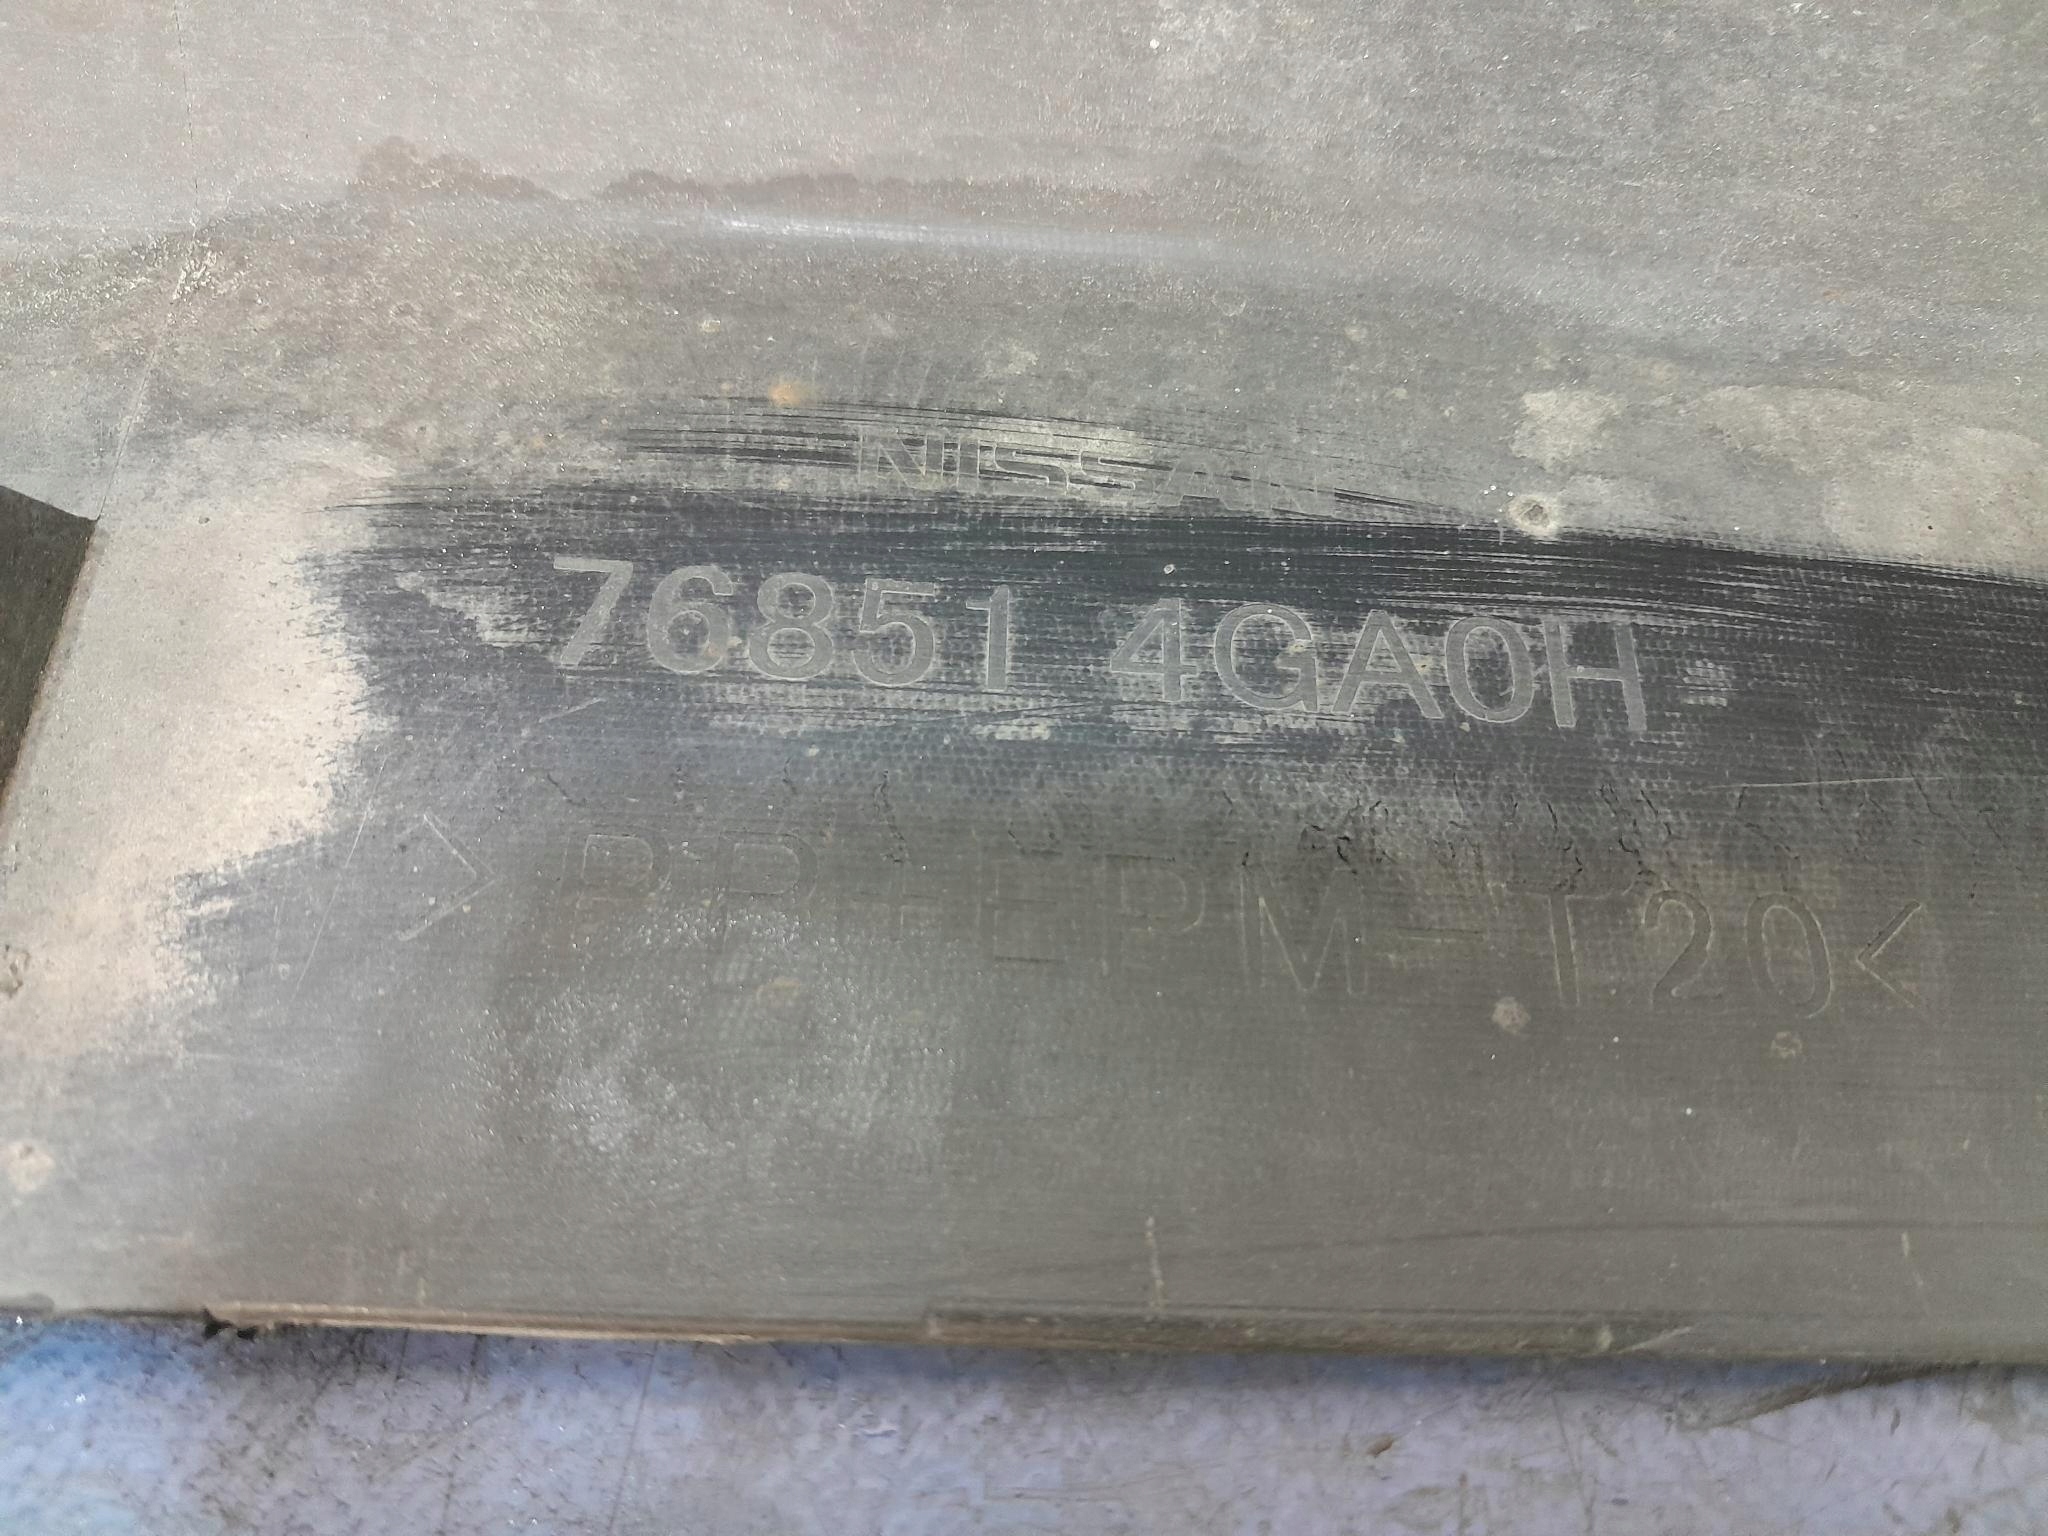 NISSAN
76851 4GA0H
>PP+EPM-T20<